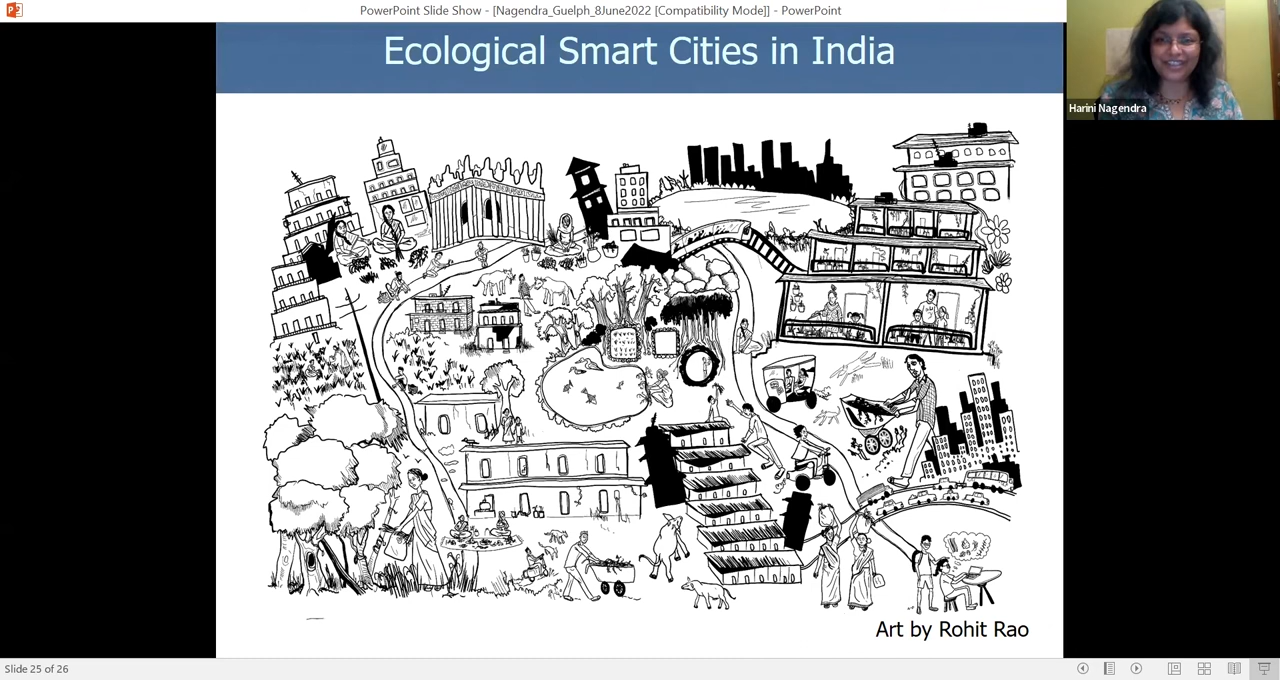 PowerPoint Slide Show - [Nagendra_Guelph_8June2022 [Compatibility Mode]] - PowerPoint
Ecological Smart Cities in India
Harini Nagendra
Art by Rohit Rao
Slide 25 of 26